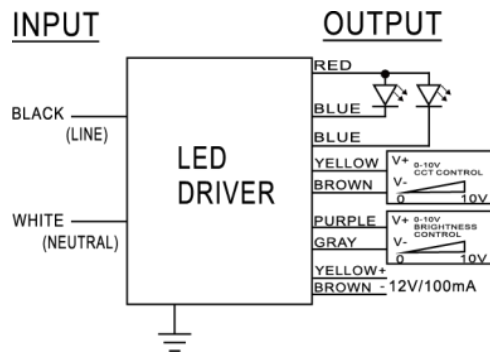 INPUT
OUTPUT
BLACK
(LINE)
WHITE
(NEUTRAL)
LED
DRIVER
RED
BLUE
BLUE
YELLOW
V+ 0-10V
CCT CONTROL
BROWN
V-
0 10V
PURPLE
V+ 0-10V
BRIGHTNESS
CONTROL
GRAY
V-
0 10V
YELLOW+
BROWN - 12V/100mA